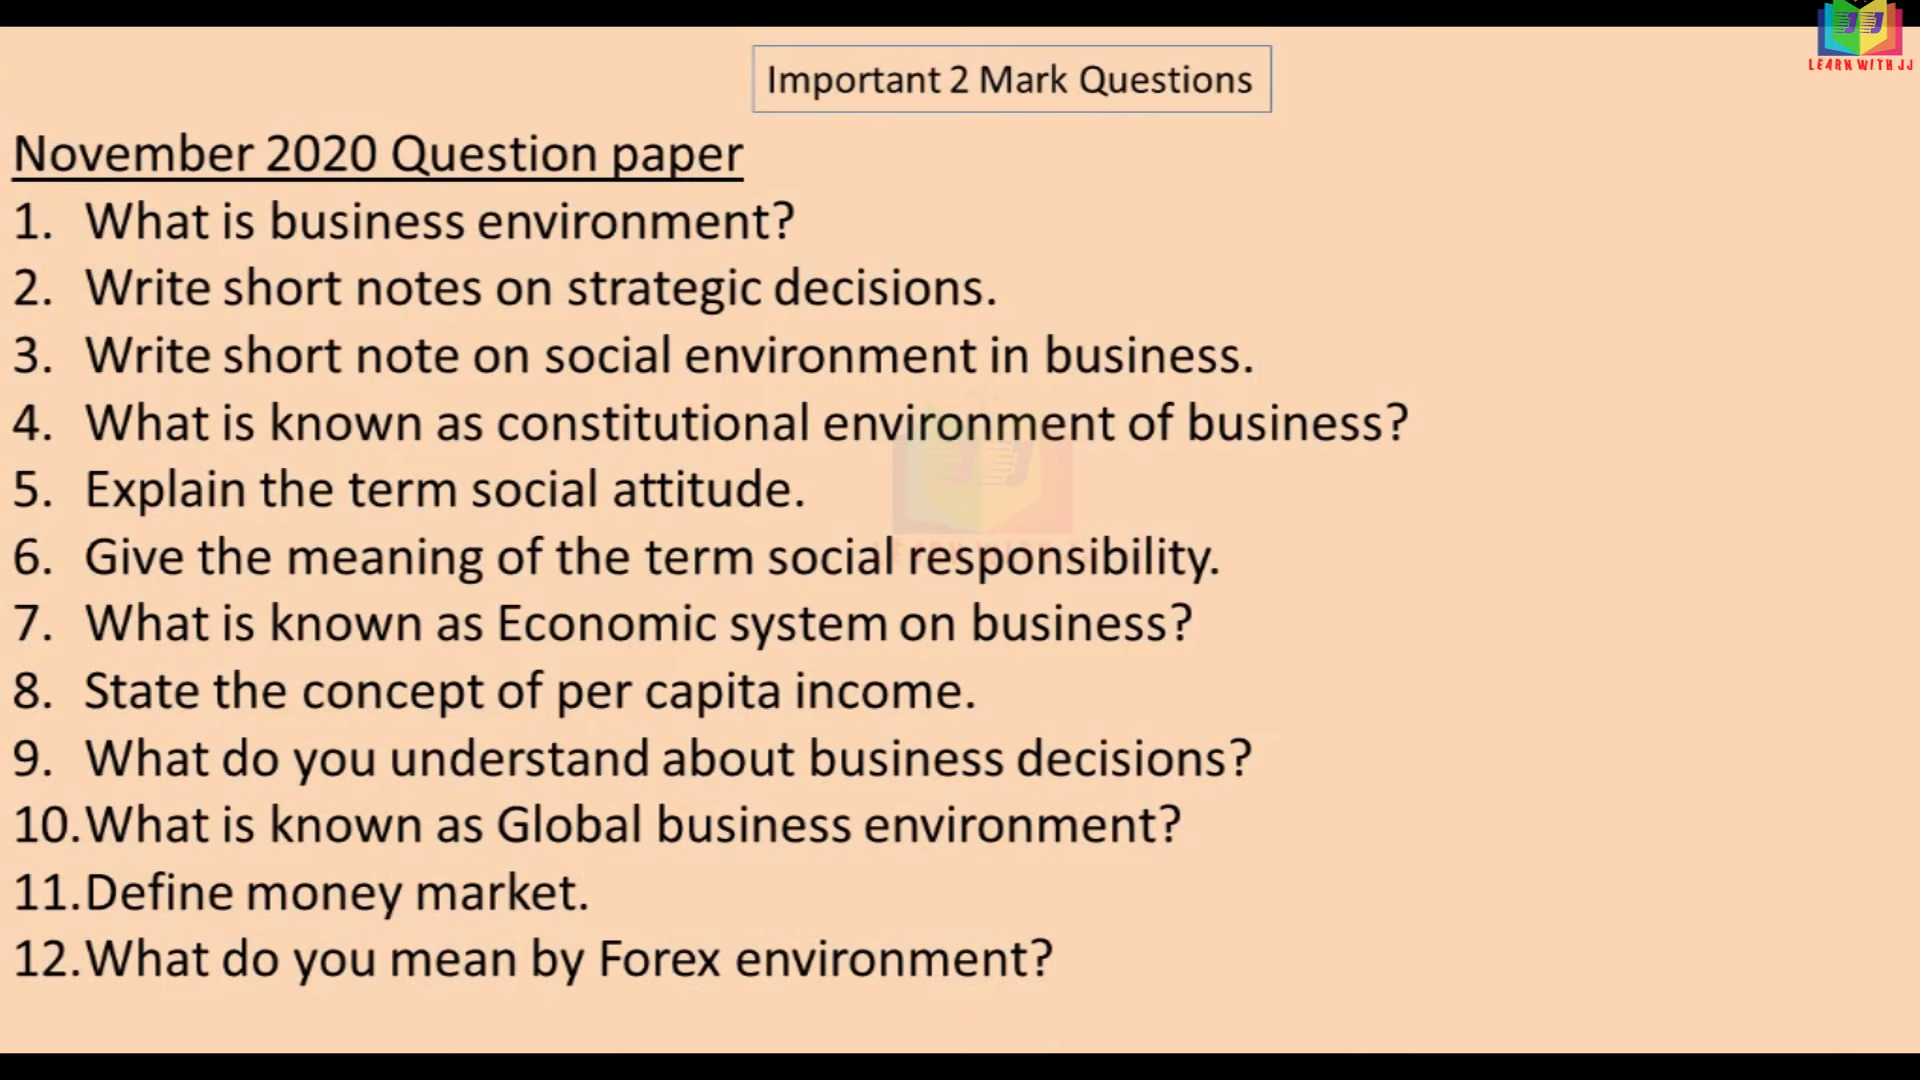 LEARN WITH JJ
Important 2 Mark Questions
November 2020 Question paper
1. What is business environment?
2. Write short notes on strategic decisions.
3. Write short note on social environment in business.
4. What is known as constitutional environment of business?
5. Explain the term social attitude.
6. Give the meaning of the term social responsibility.
7. What is known as Economic system on business?
8. State the concept of per capita income.
9. What do you understand about business decisions?
10. What is known as Global business environment?
11. Define money market.
12. What do you mean by Forex environment?